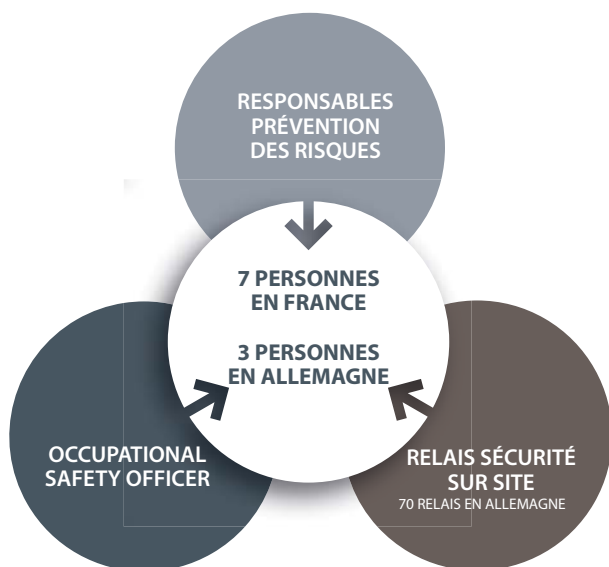 RESPONSABLES
PRÉVENTION
DES RISQUES
7 PERSONNES
EN FRANCE
3 PERSONNES
EN ALLEMAGNE
OCCUPATIONAL
SAFETY OFFICER
RELAIS SÉCURITÉ
SUR SITE
70 RELAIS EN ALLEMAGNE